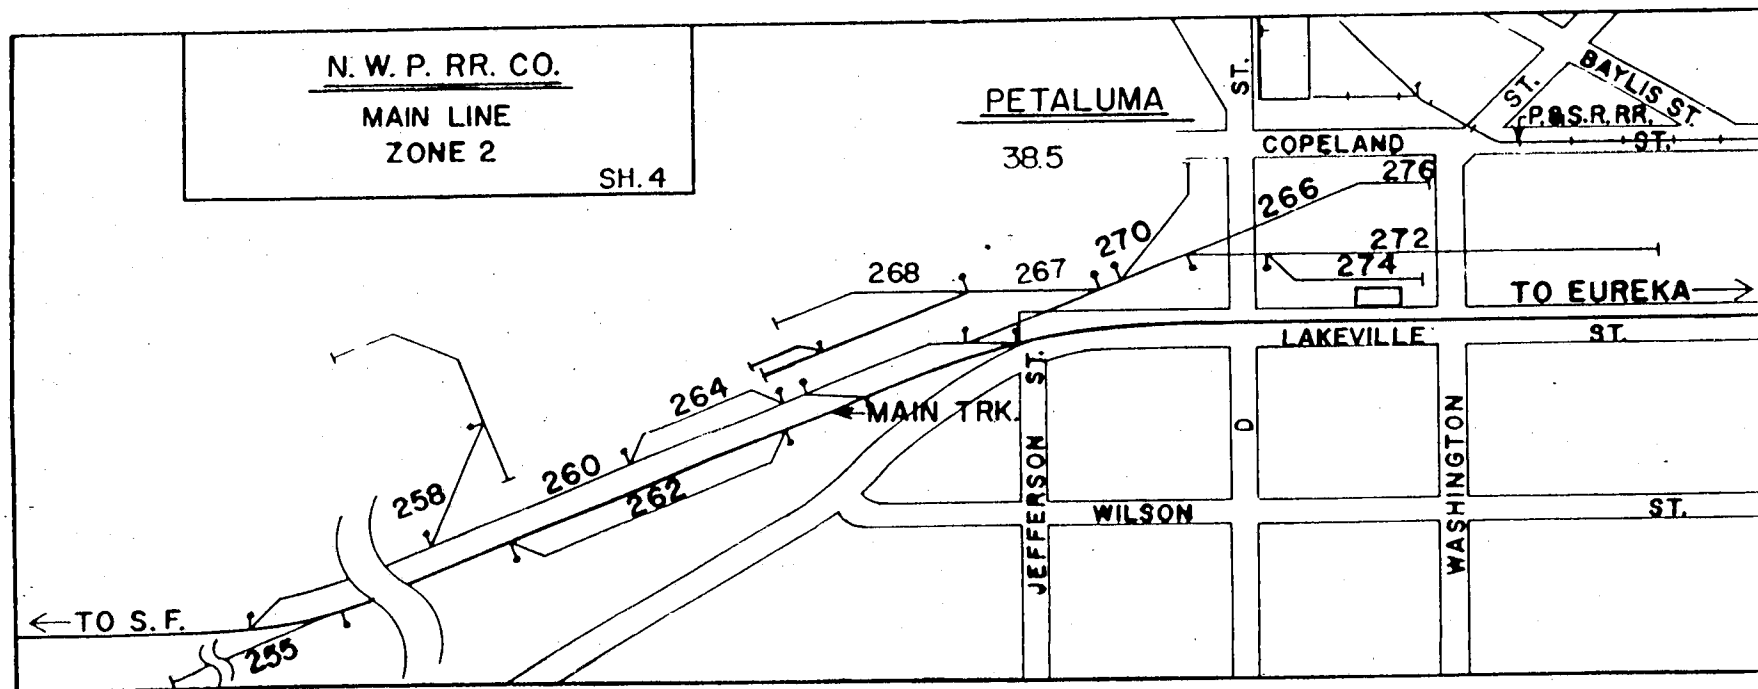 N. W. P. RR. CO.
MAIN LINE
ZONE 2
SH. 4
PETALUMA
38.5
ST.
ST.
BAYLIS ST.
P. & S. R. RR.
COPELAND
ST.
276
266
270
272
268
267
274
TO EUREKA
LAKEVILLE
ST.
264
MAIN TRK.
JEFFERSON ST.
D
WASHINGTON
260
262
258
WILSON
ST.
TO S. F.
255